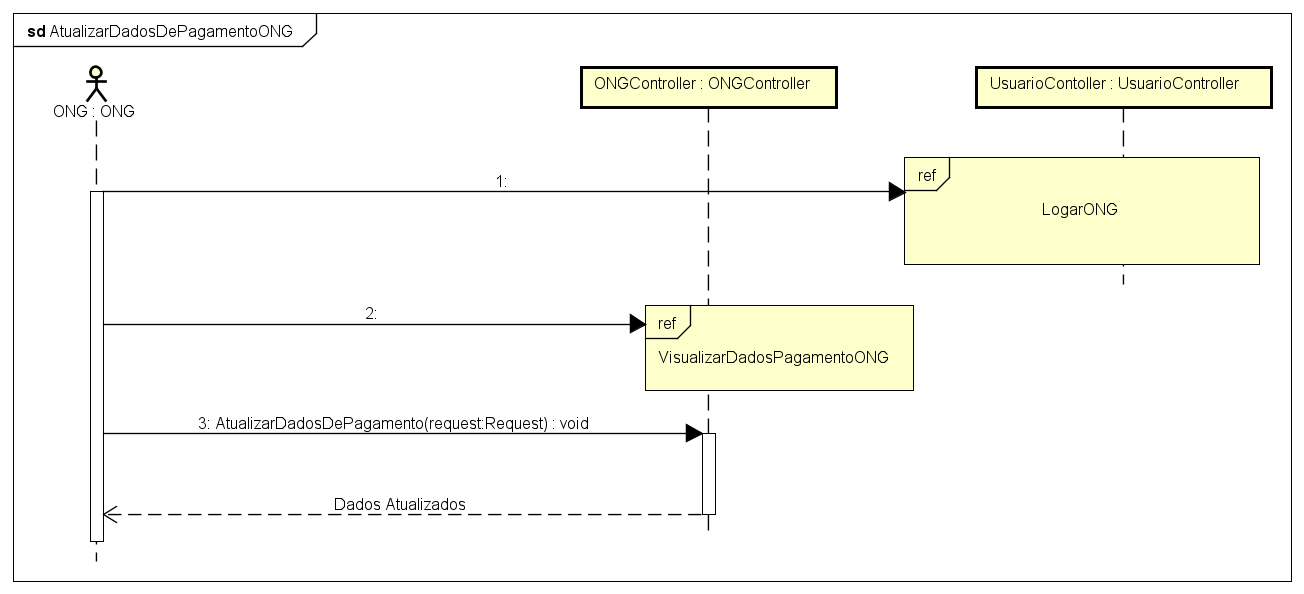 sd AtualizarDadosDePagamentoONG
ONG : ONG
ONGController : ONGController
UsuarioContoller : UsuarioController
1:
ref
LogarONG
2:
ref
VisualizarDadosPagamentoONG
3: AtualizarDadosDePagamento(request:Request) : void
Dados Atualizados